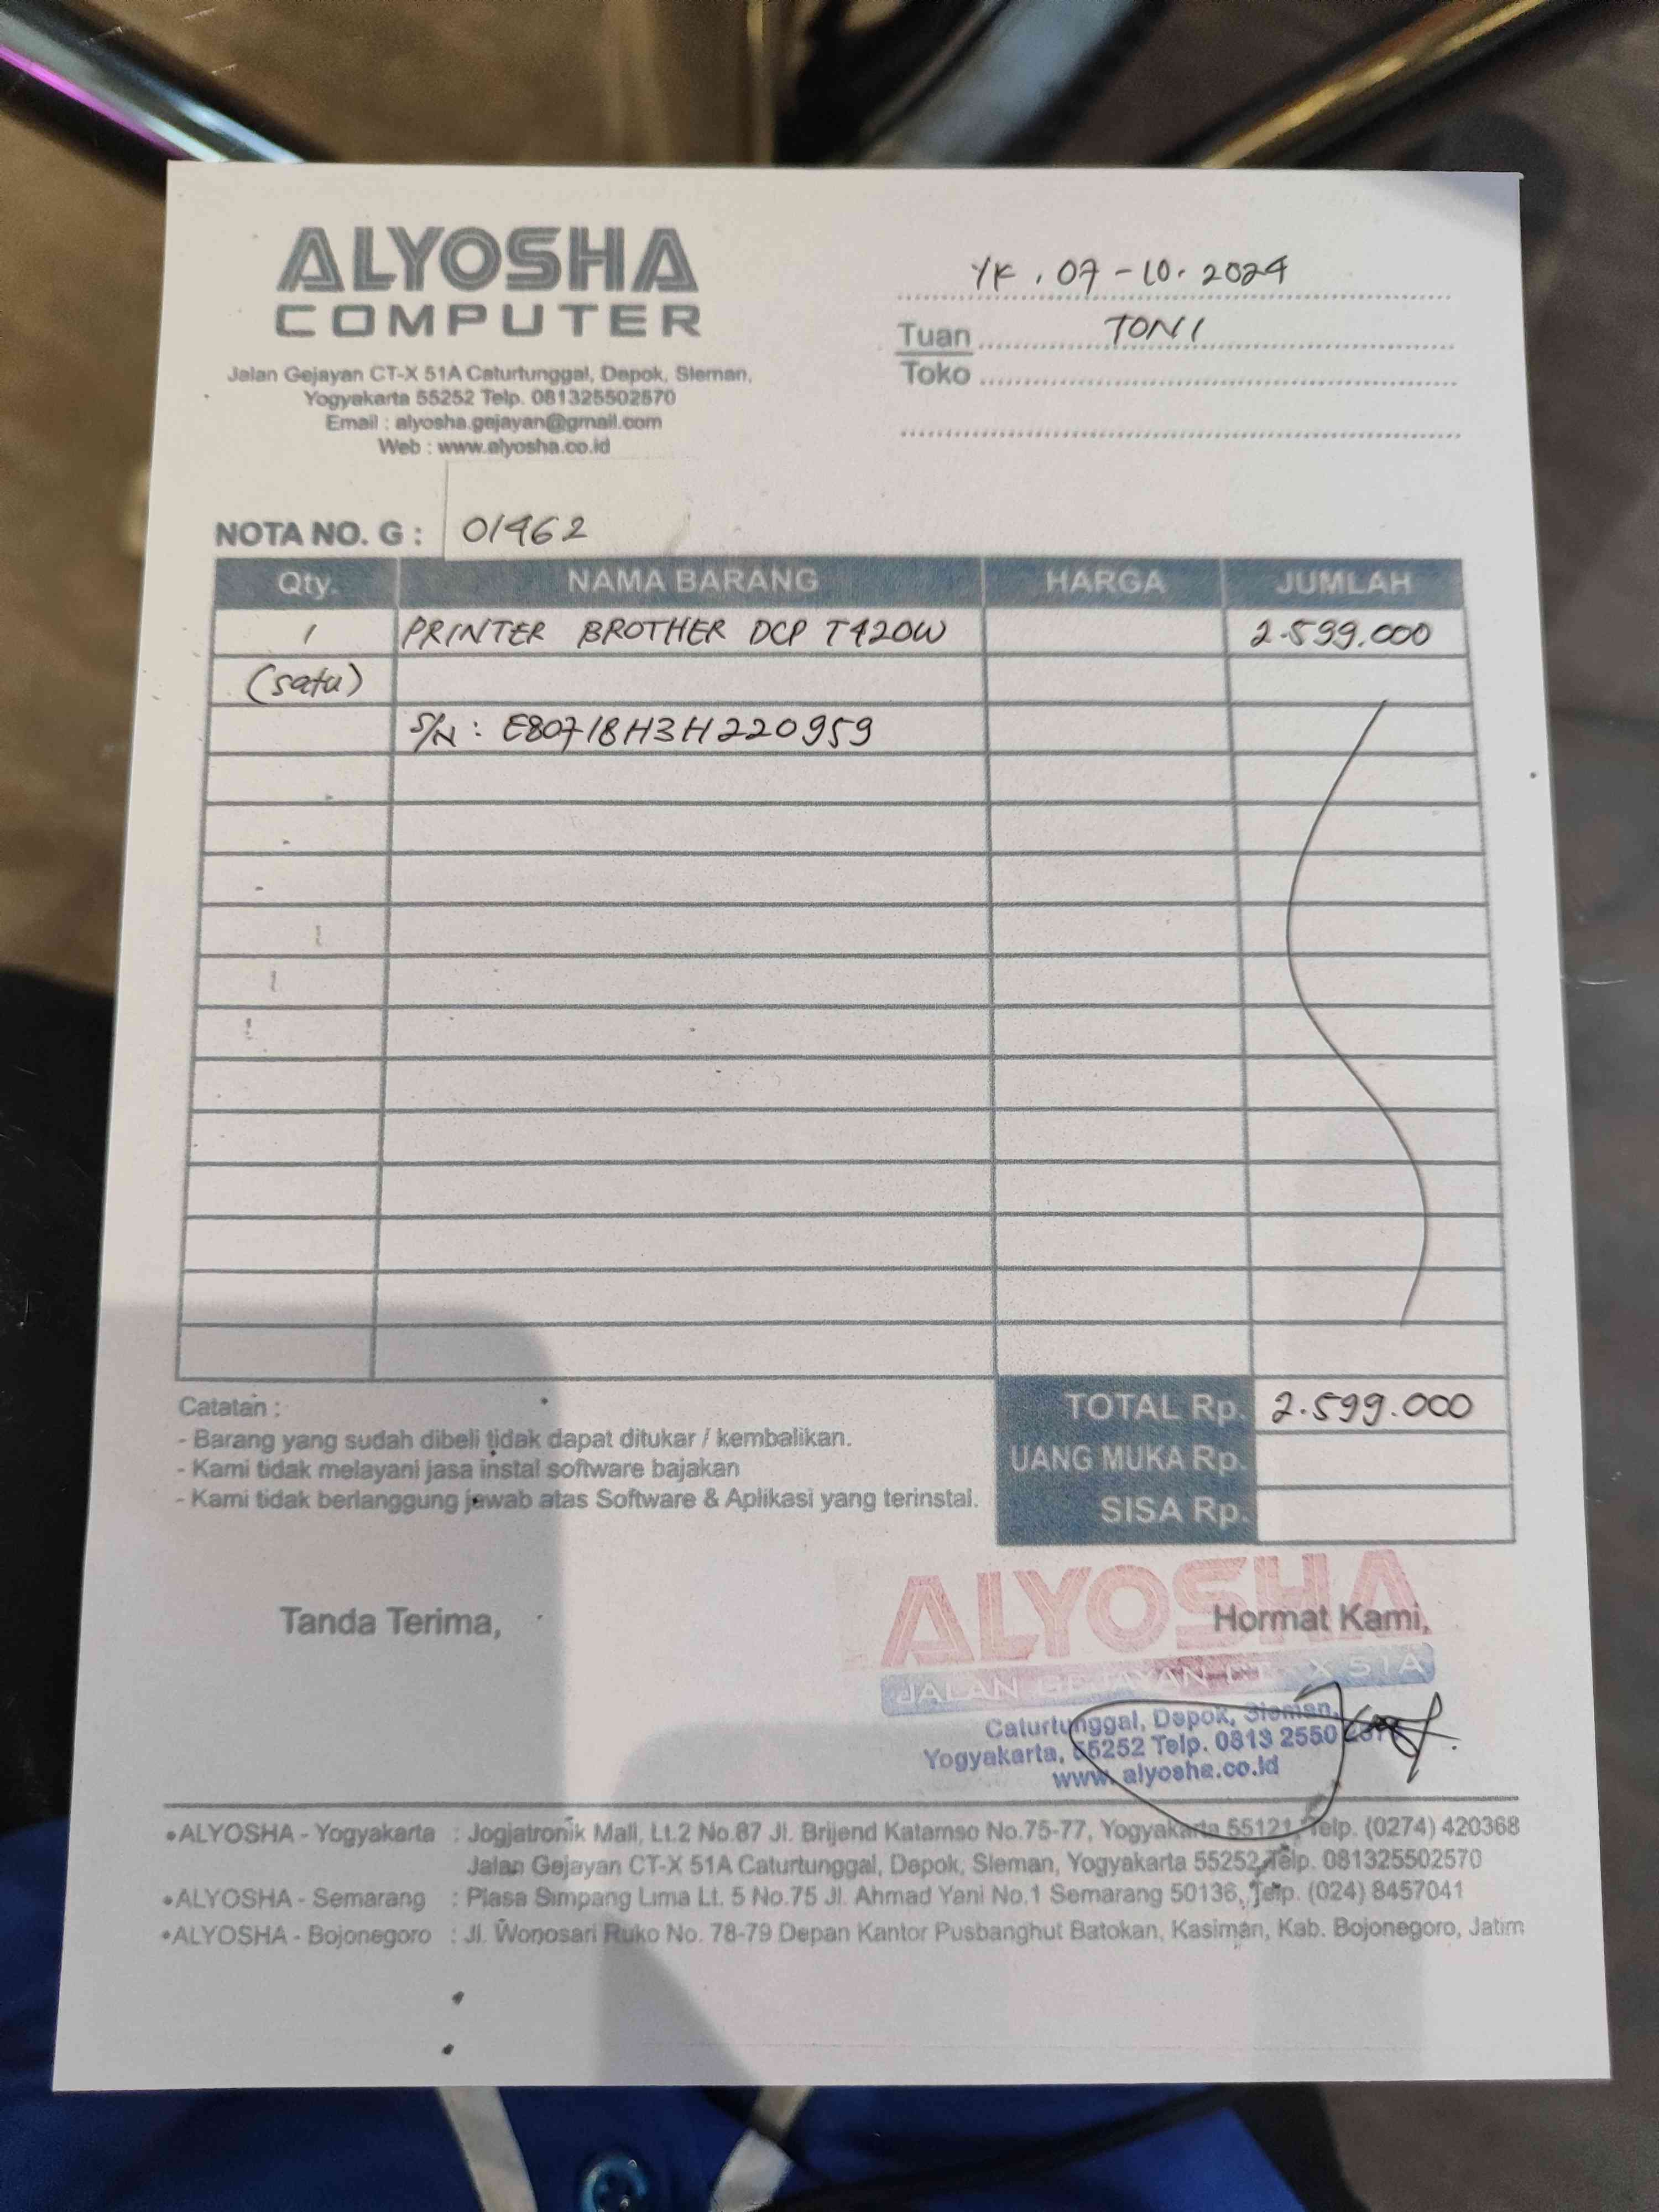 ALYOSHA
COMPUTER
Jalan Gejayan CT-X 51A Caturtunggal, Depok, Sleman,
Yogyakarta 55252 Telp. 081325502570
Email : alyosha.gejayan@gmail.com
Web : www.alyosha.co.id
YK, 07-10-2024
Tuan TONI
Toko
NOTA NO. G : 01462
Qty. NAMA BARANG HARGA JUMLAH
1 PRINTER BROTHER DCP T420W 2.599.000
(satu)
S/N : E80718H3H220959
Catatan :
- Barang yang sudah dibeli tidak dapat ditukar / kembalikan.
- Kami tidak melayani jasa instal software bajakan
- Kami tidak berlanggung jawab atas Software & Aplikasi yang terinstal.
TOTAL Rp. 2.599.000
UANG MUKA Rp.
SISA Rp.
Tanda Terima,
Hormat Kami,
ALYOSHA
JALAN GEJAYAN CT-X 51A
Caturtunggal, Depok, Sleman,
Yogyakarta, 55252 Telp. 0813 2550
www.alyosha.co.id
•ALYOSHA - Yogyakarta : Jogjatronik Mall, Lt.2 No.87 Jl. Brijend Katamso No.75-77, Yogyakarta 55121, Telp. (0274) 420368
Jalan Gejayan CT-X 51A Caturtunggal, Depok, Sleman, Yogyakarta 55252 Telp. 081325502570
•ALYOSHA - Semarang : Plasa Simpang Lima Lt. 5 No.75 Jl. Ahmad Yani No.1 Semarang 50136, Telp. (024) 8457041
•ALYOSHA - Bojonegoro : Jl. Wonosari Ruko No. 78-79 Depan Kantor Pusbanghut Batokan, Kasiman, Kab. Bojonegoro, Jatim